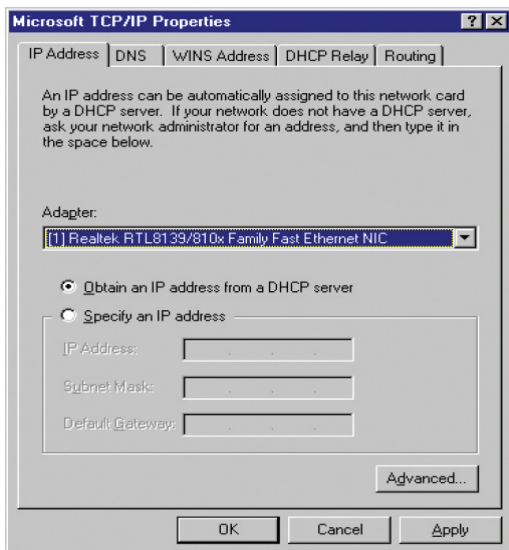 Microsoft TCP/IP Properties
IP Address DNS WINS Address DHCP Relay Routing
An IP address can be automatically assigned to this network card
by a DHCP server. If your network does not have a DHCP server,
ask your network administrator for an address, and then type it in
the space below.
Adapter:
[1] Realtek RTL8139/810x Family Fast Ethernet NIC
Obtain an IP address from a DHCP server
Specify an IP address
IP Address:
Subnet Mask:
Default Gateway:
Advanced...
OK Cancel Apply